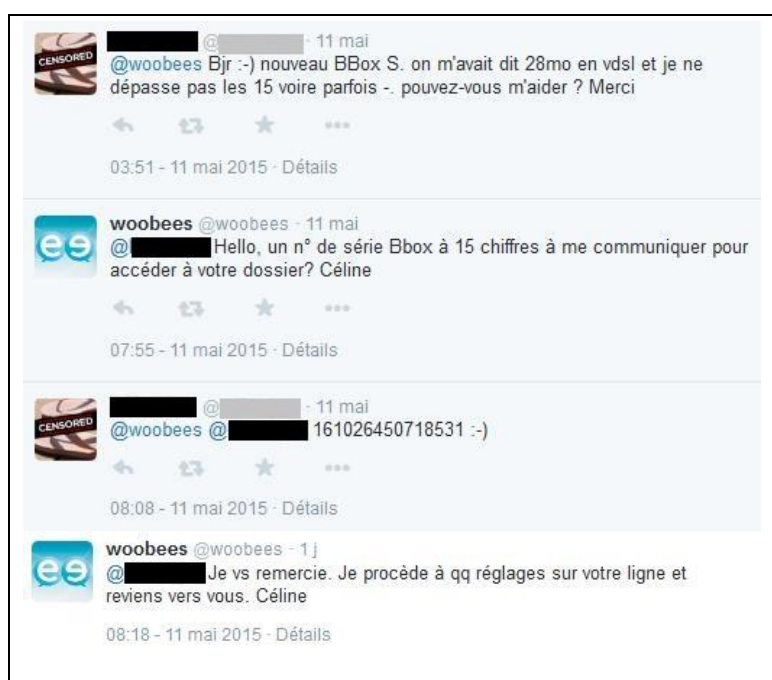 CENSORED @ · 11 mai
@woobees Bjr :-) nouveau BBox S. on m'avait dit 28mo en vdsl et je ne
dépasse pas les 15 voire parfois -. pouvez-vous m'aider ? Merci
03:51 - 11 mai 2015 · Détails
woobees @woobees · 11 mai
@ Hello, un n° de série Bbox à 15 chiffres à me communiquer pour
accéder à votre dossier? Céline
07:55 - 11 mai 2015 · Détails
CENSORED @ · 11 mai
@woobees @ 161026450718531 :-)
08:08 - 11 mai 2015 · Détails
woobees @woobees · 1 j
@ Je vs remercie. Je procède à qq réglages sur votre ligne et
reviens vers vous. Céline
08:18 - 11 mai 2015 · Détails